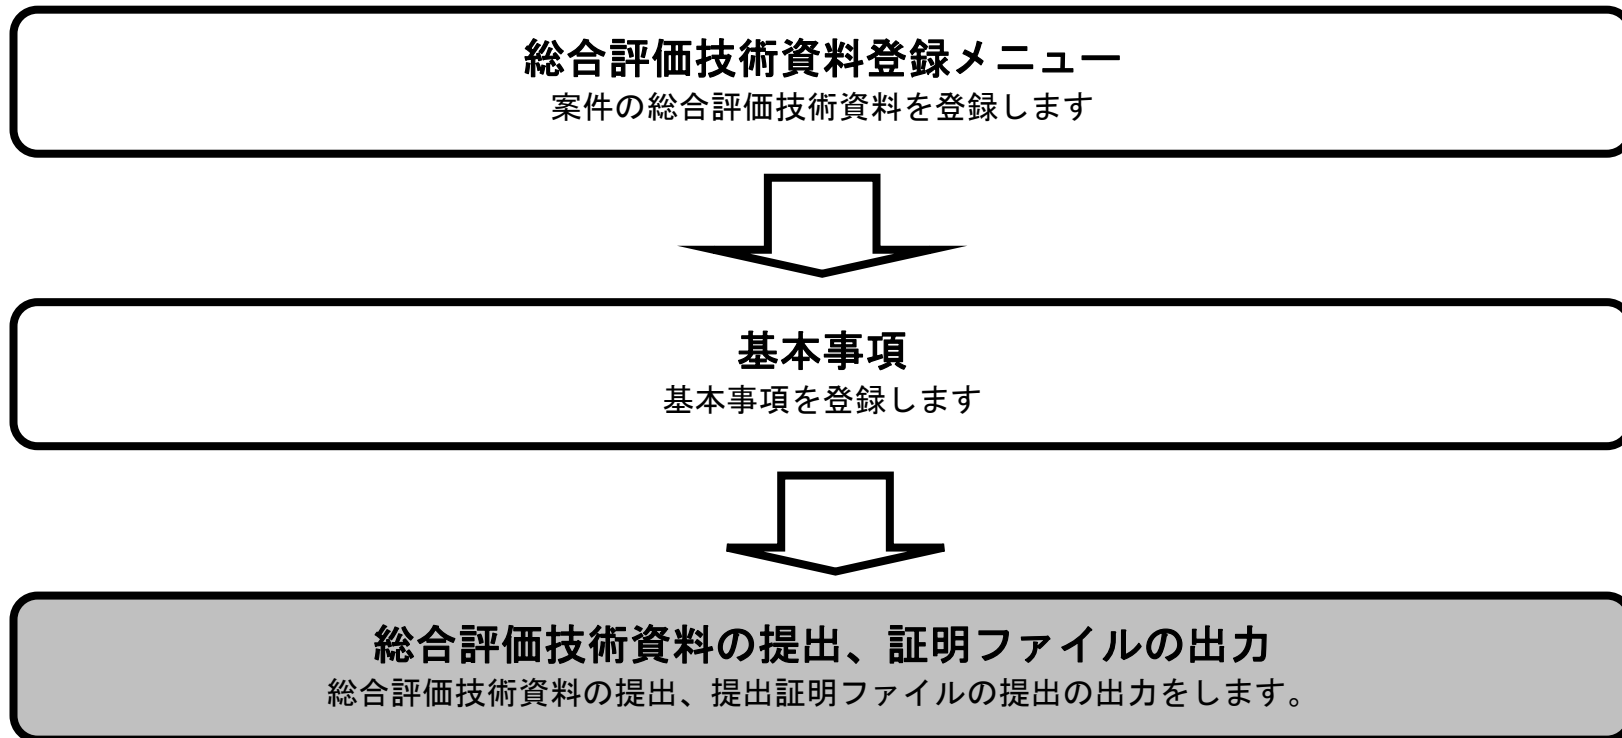 総合評価技術資料登録メニュー
案件の総合評価技術資料を登録します
基本事項
基本事項を登録します
総合評価技術資料の提出、証明ファイルの出力
総合評価技術資料の提出、提出証明ファイルの提出の出力をします。